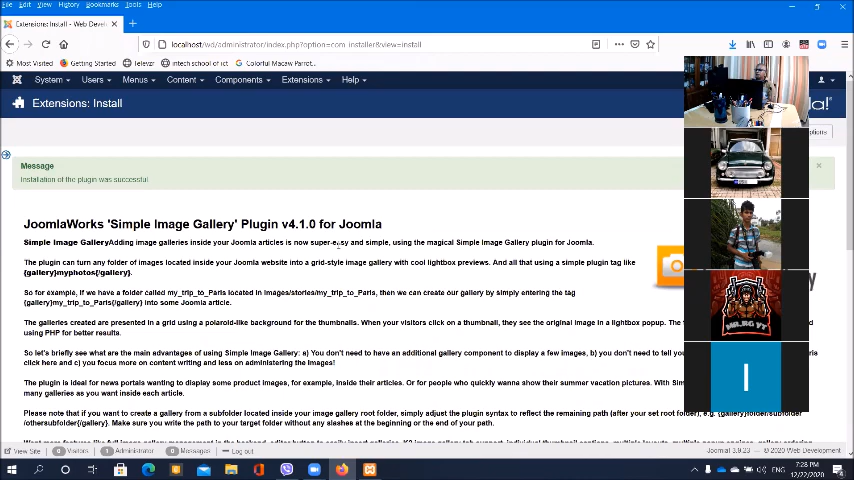 File Edit View History Bookmarks Tools Help
Extensions: Install - Web Devel
localhost/wd/administrator/index.php?option=com_installer&view=install
Most Visited Getting Started Televzr intech school of ict Colorful Macaw Parrot...
System Users Menus Content Components Extensions Help
Extensions: Install
ptions
Message
Installation of the plugin was successful.
JoomlaWorks 'Simple Image Gallery' Plugin v4.1.0 for Joomla
Simple Image GalleryAdding image galleries inside your Joomla articles is now super-easy and simple, using the magical Simple Image Gallery plugin for Joomla.
The plugin can turn any folder of images located inside your Joomla website into a grid-style image gallery with cool lightbox previews. And all that using a simple plugin tag like
{gallery}myphotos{/gallery}.
So for example, if we have a folder called my_trip_to_Paris located in images/stories/my_trip_to_Paris, then we can create our gallery by simply entering the tag
{gallery}my_trip_to_Paris{/gallery} into some Joomla article.
The galleries created are presented in a grid using a polaroid-like background for the thumbnails. When your visitors click on a thumbnail, they see the original image in a lightbox popup. The
using PHP for better results.
So let's briefly see what are the main advantages of using Simple Image Gallery: a) You don't need to have an additional gallery component to display a few images, b) you don't need to tell
click here and c) you focus more on content writing and less on administering the images!
The plugin is ideal for news portals wanting to display some product images, for example, inside their articles. Or for people who quickly wanna show their summer vacation pictures. With
many galleries as you want inside each article.
Please note that if you want to create a gallery from a subfolder located inside your image gallery root folder, simply adjust the plugin syntax to reflect the remaining path (after your set root folder), e.g. {gallery}folder/subfolder
/othersubfolder{/gallery}. Make sure you write the path to your target folder without any slashes at the beginning or the end of your path.
MR.RG YT
I
View Site 0 Visitors 1 Administrator 0 Messages Log out
Joomla! 3.9.23 — © 2020 Web Development
7:28 PM
12/22/2020